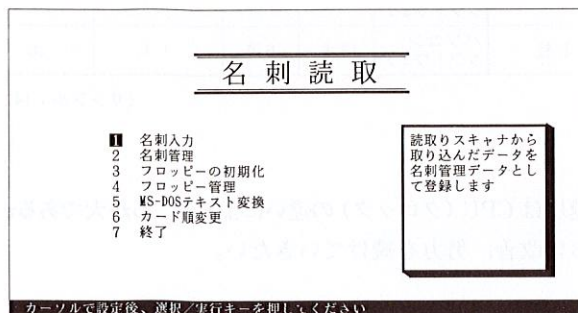 名刺読取
1 名刺入力
2 名刺管理
3 フロッピーの初期化
4 フロッピー管理
5 MS-DOSテキスト変換
6 カード順変更
7 終了
読取りスキャナから
取り込んだデータを
名刺管理データとし
て登録します
カーソルで設定後、選択/実行キーを押してください